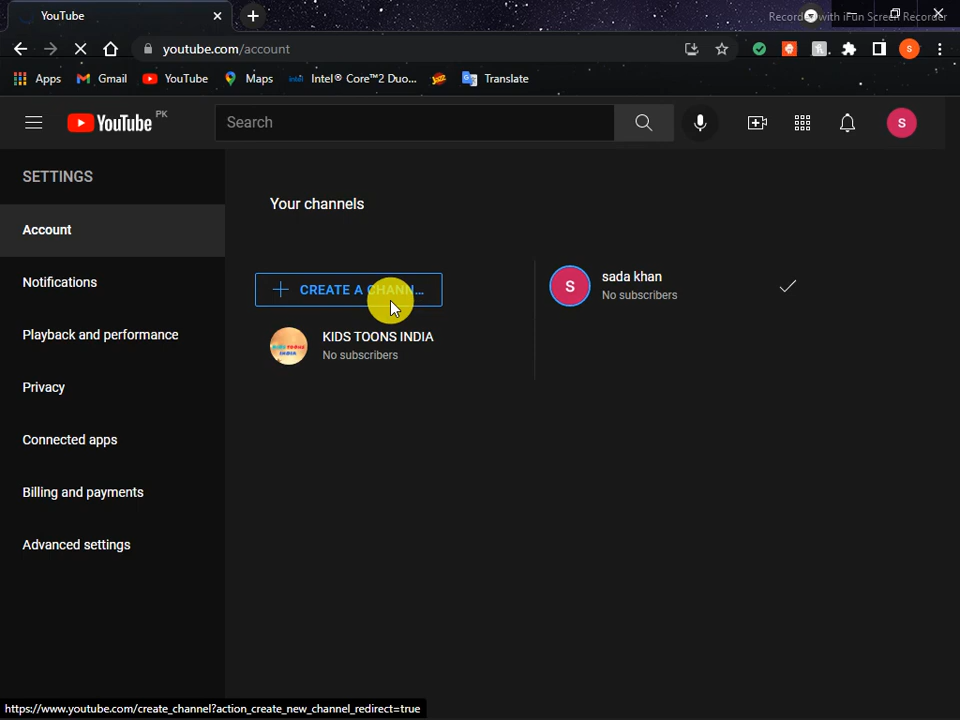 YouTube
Recorded with iFun Screen Recorder
youtube.com/account
S
Apps
Gmail
YouTube
Maps
intel
Intel® Core™2 Duo...
Translate
YouTube PK
Search
S
SETTINGS
Your channels
Account
Notifications
Playback and performance
Privacy
Connected apps
Billing and payments
Advanced settings
CREATE A CHANN...
KIDS TOONS INDIA
No subscribers
S
sada khan
No subscribers
https://www.youtube.com/create_channel?action_create_new_channel_redirect=true